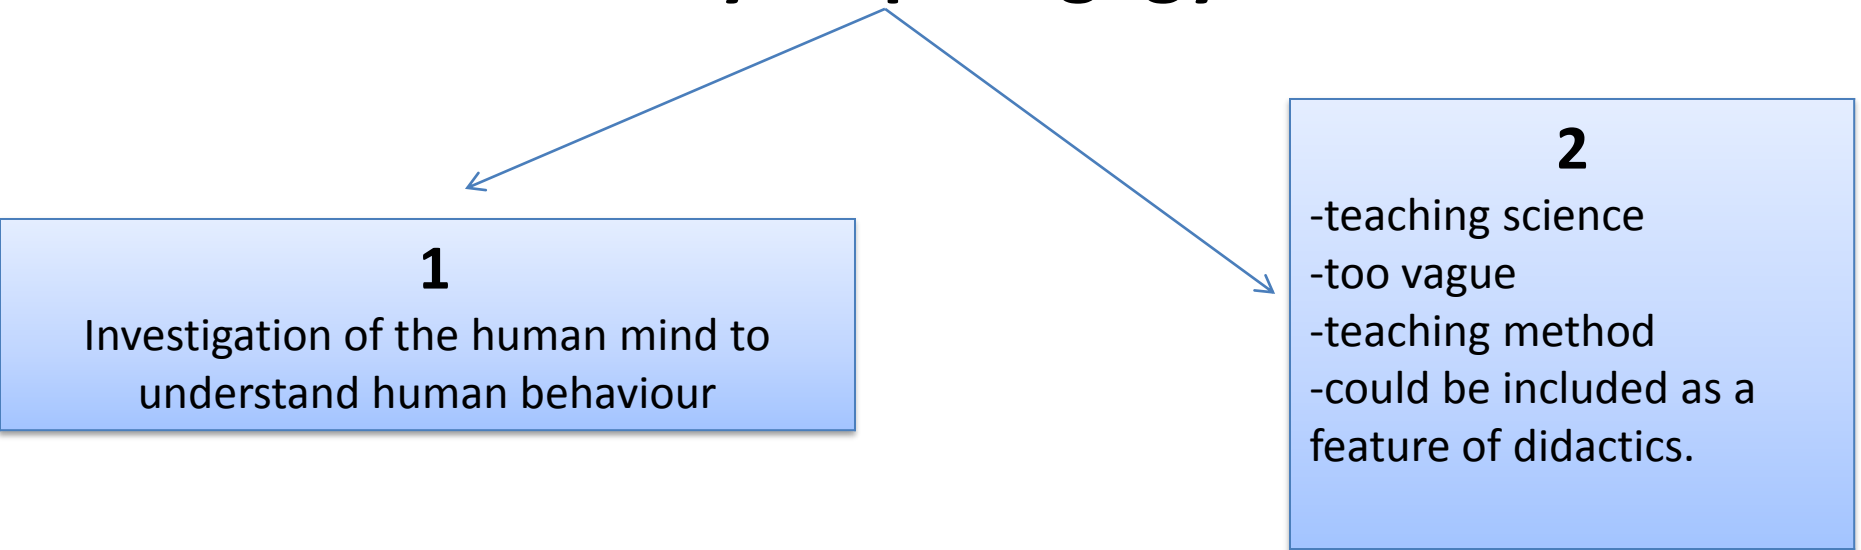 1
Investigation of the human mind to
understand human behaviour
2
-teaching science
-too vague
-teaching method
-could be included as a
feature of didactics.